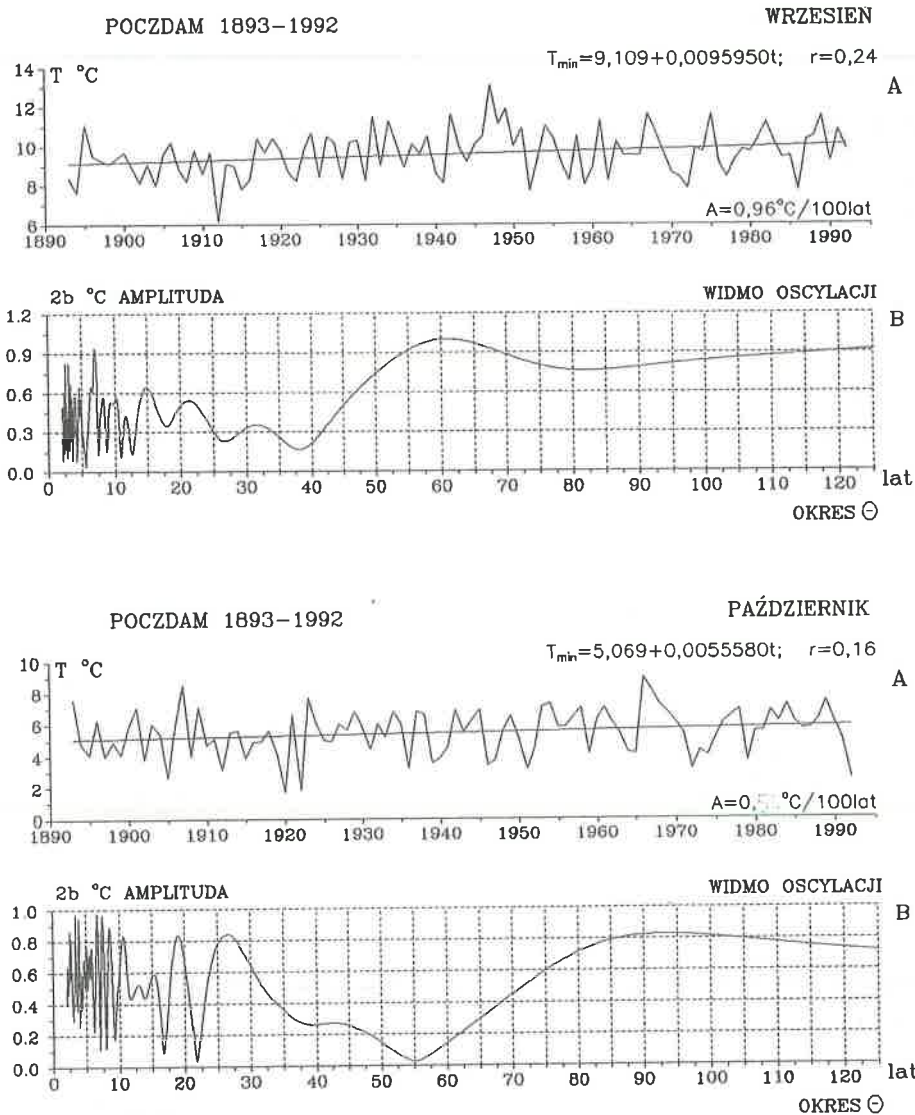 POCZDAM 1893-1992 WRZESIEŃ
Tmin=9,109+0,0095950t; r=0,24
T °C A
14
12
10
8
6
A=0,96°C/100lat
1890 1900 1910 1920 1930 1940 1950 1960 1970 1980 1990
2b °C AMPLITUDA WIDMO OSCYLACJI
B
1.2
0.9
0.6
0.3
0.0
0 10 20 30 40 50 60 70 80 90 100 110 120 lat
OKRES Θ
POCZDAM 1893-1992 PAŹDZIERNIK
Tmin=5,069+0,0055580t; r=0,16
T °C A
10
8
6
4
2
0
A=0, °C/100lat
1890 1900 1910 1920 1930 1940 1950 1960 1970 1980 1990
2b °C AMPLITUDA WIDMO OSCYLACJI
B
1.0
0.8
0.6
0.4
0.2
0.0
0 10 20 30 40 50 60 70 80 90 100 110 120 lat
OKRES Θ